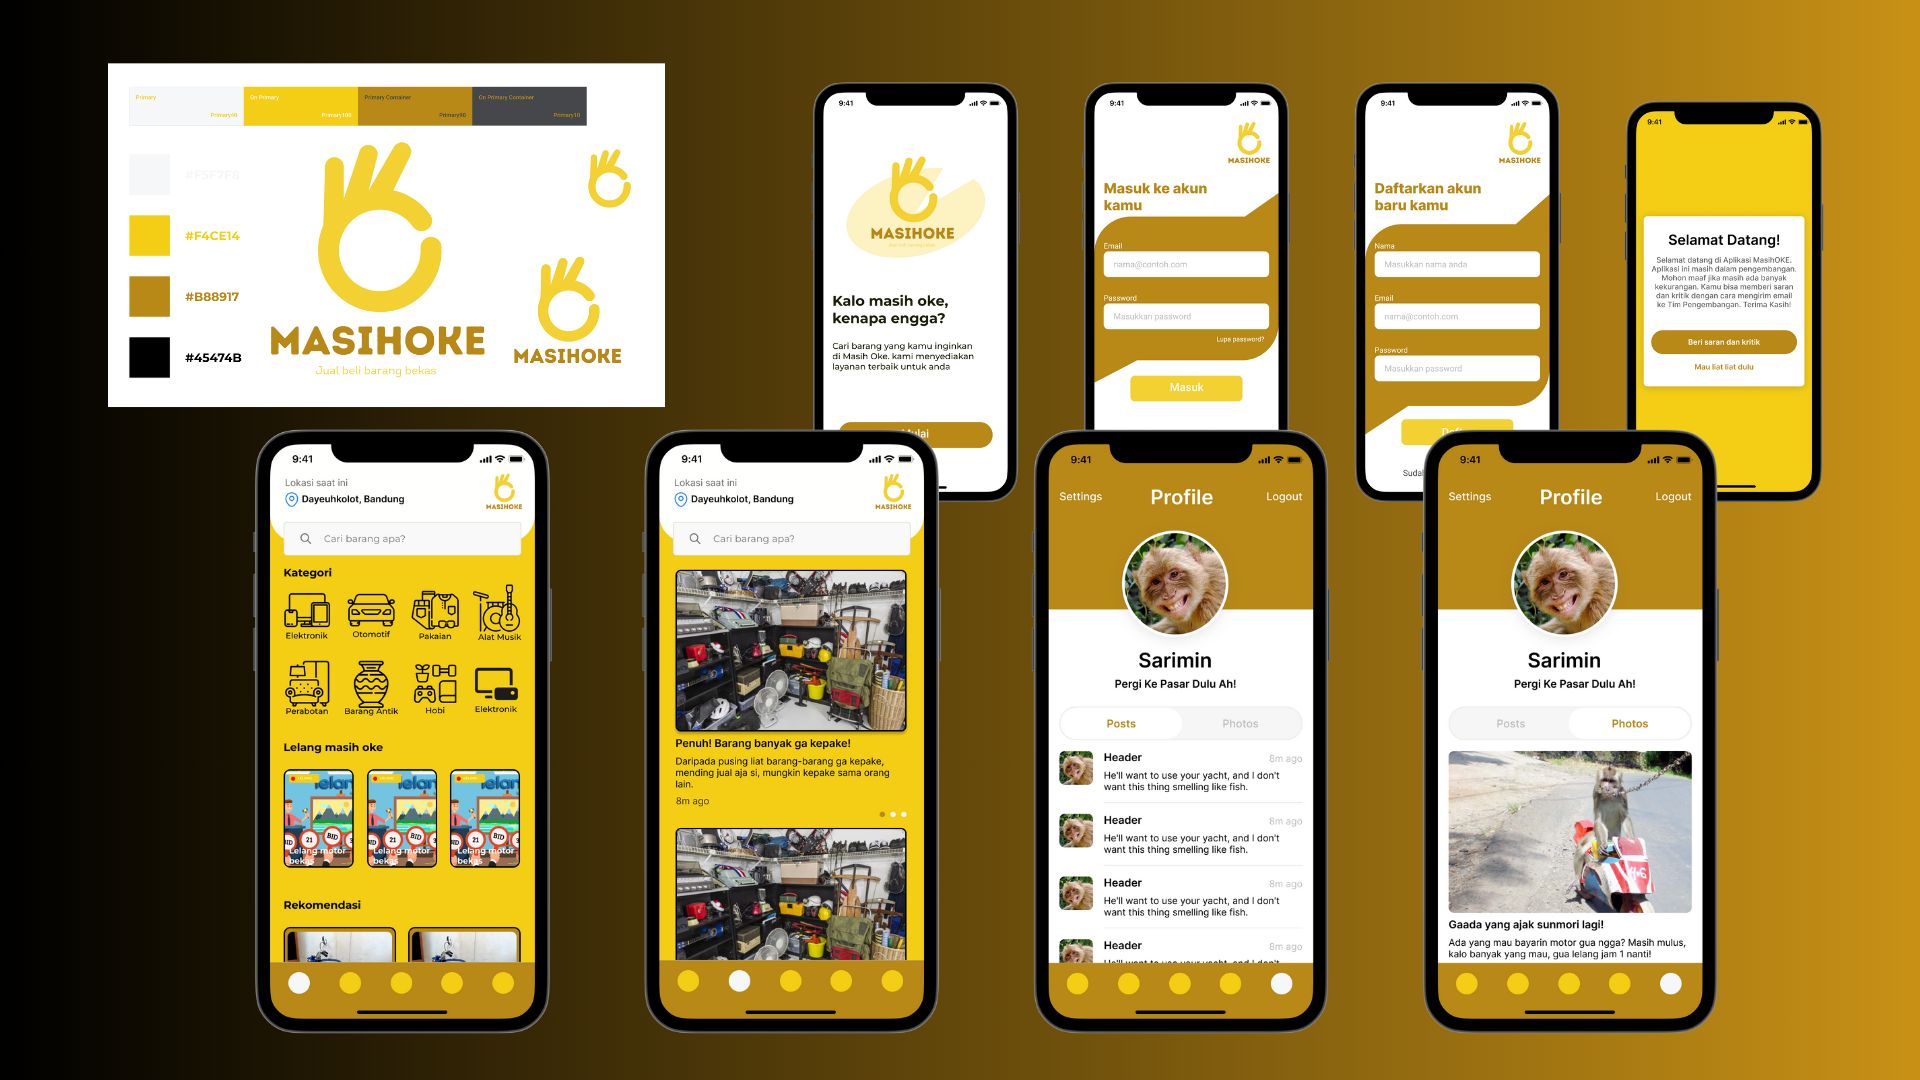 Primary
Primary40
On Primary
Primary100
Primary Container
Primary90
On Primary Container
Primary10
#F5F7F8
#F4CE14
#B88917
#45474B
MASIHOKE
Jual beli barang bekas
MASIHOKE
9:41
MASIHOKE
Kalo masih oke,
kenapa engga?
Cari barang yang kamu inginkan
di Masih Oke. kami menyediakan
layanan terbaik untuk anda
9:41
MASIHOKE
Masuk ke akun
kamu
Email
nama@contoh.com
Password
Masukkan password
Lupa password?
Masuk
9:41
MASIHOKE
Daftarkan akun
baru kamu
Nama
Masukkan nama anda
Email
nama@contoh.com
Password
Masukkan password
9:41
Selamat Datang!
Selamat datang di Aplikasi MasihOKE.
Aplikasi ini masih dalam pengembangan.
Mohon maaf jika masih ada banyak
kekurangan. Kamu bisa memberi saran
dan kritik dengan cara mengirim email
ke Tim Pengembangan. Terima Kasih!
Beri saran dan kritik
Mau liat liat dulu
9:41
Lokasi saat ini
Dayeuhkolot, Bandung
MASIHOKE
Cari barang apa?
Kategori
Elektronik
Otomotif
Pakaian
Alat Musik
Perabotan
Barang Antik
Hobi
Elektronik
Lelang masih oke
21
BID
Lelang motor
bekas
21
BID
Lelang motor
bekas
21
BID
Lelang motor
bekas
Rekomendasi
9:41
Lokasi saat ini
Dayeuhkolot, Bandung
MASIHOKE
Cari barang apa?
Penuh! Barang banyak ga kepake!
Daripada pusing liat barang-barang ga kepake,
mending jual aja si, mungkin kepake sama orang
lain.
8m ago
9:41
Settings
Profile
Logout
Sarimin
Pergi Ke Pasar Dulu Ah!
Posts
Photos
Header
8m ago
He'll want to use your yacht, and I don't
want this thing smelling like fish.
Header
8m ago
He'll want to use your yacht, and I don't
want this thing smelling like fish.
Header
8m ago
He'll want to use your yacht, and I don't
want this thing smelling like fish.
Header
8m ago
9:41
Settings
Profile
Logout
Sarimin
Pergi Ke Pasar Dulu Ah!
Posts
Photos
Gaada yang ajak sunmori lagi!
Ada yang mau bayarin motor gua ngga? Masih mulus,
kalo banyak yang mau, gua lelang jam 1 nanti!